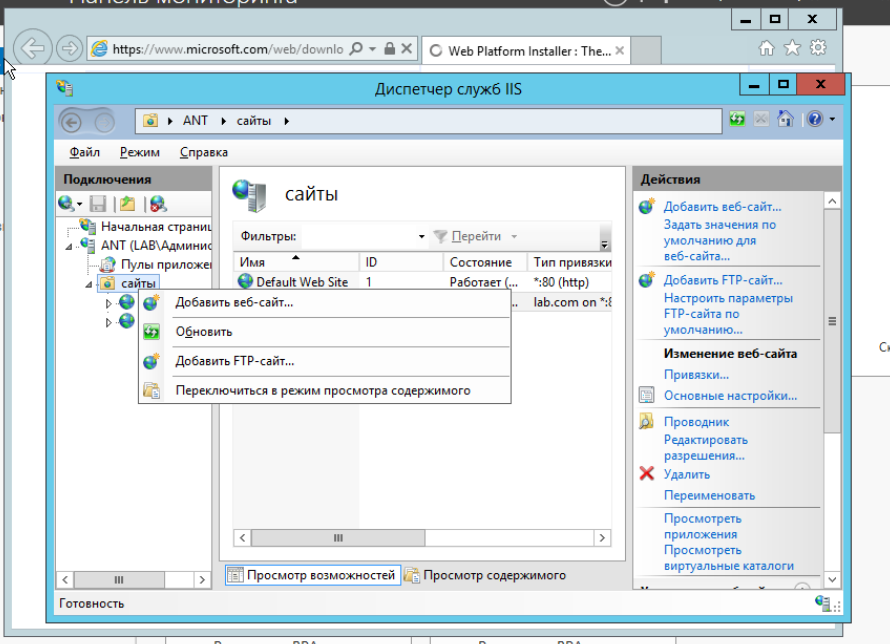 Панель мониторинга
https://www.microsoft.com/web/downlo
Web Platform Installer : The...
Диспетчер служб IIS
ANT сайты
Файл Режим Справка
Подключения
Начальная страниц
ANT (LAB\Админис
Пулы приложе
сайты
сайты
Фильтры: Перейти
Имя ID Состояние Тип привязки
Default Web Site 1 Работает (... *:80 (http)
lab.com on *:8
Добавить веб-сайт...
Обновить
Добавить FTP-сайт...
Переключиться в режим просмотра содержимого
Просмотр возможностей Просмотр содержимого
Действия
Добавить веб-сайт...
Задать значения по
умолчанию для
веб-сайта...
Добавить FTP-сайт...
Настроить параметры
FTP-сайта по
умолчанию...
Изменение веб-сайта
Привязки...
Основные настройки...
Проводник
Редактировать
разрешения...
Удалить
Переименовать
Просмотреть
приложения
Просмотреть
виртуальные каталоги
Готовность